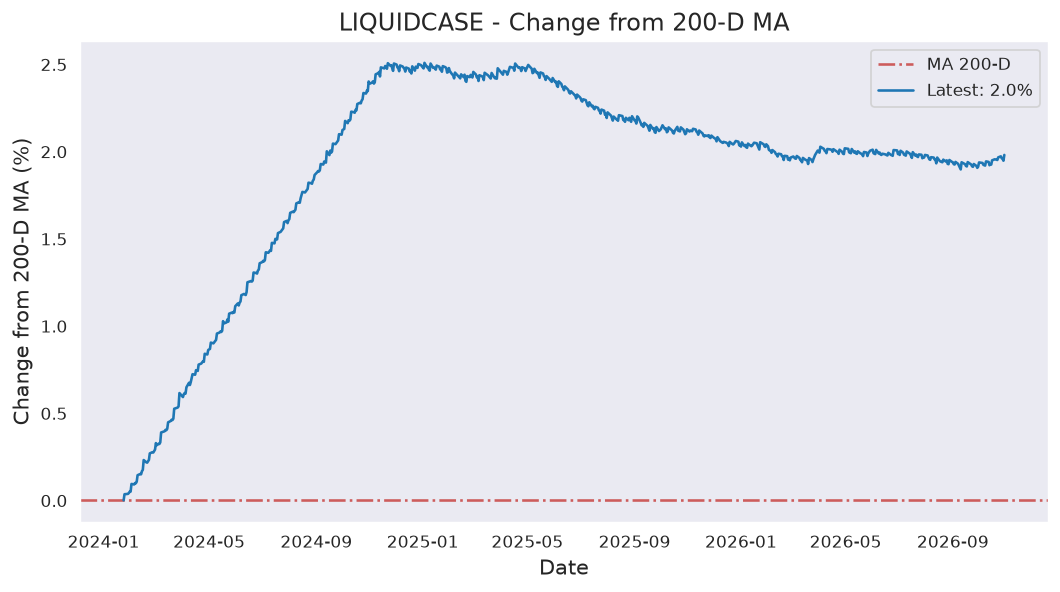 LIQUIDCASE - Change from 200-D MA
MA 200-D
Latest: 2.0%
Change from 200-D MA (%)
2.5
2.0
1.5
1.0
0.5
0.0
2024-01 2024-05 2024-09 2025-01 2025-05 2025-09 2026-01 2026-05 2026-09
Date